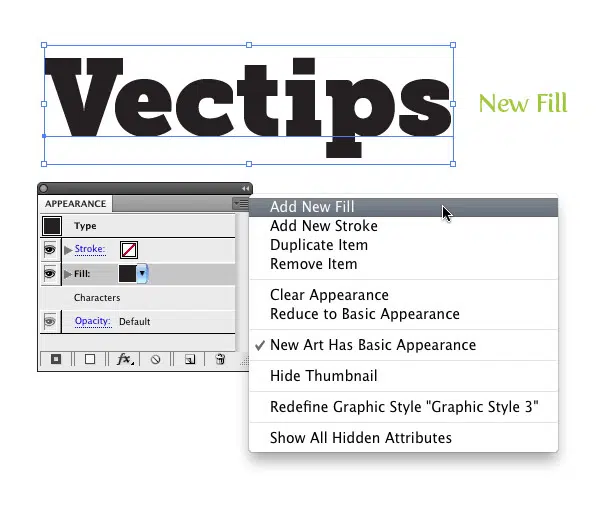 Vectips
New Fill
APPEARANCE
Type
Stroke:
Fill:
Characters
Opacity: Default
fx
Add New Fill
Add New Stroke
Duplicate Item
Remove Item
Clear Appearance
Reduce to Basic Appearance
✓ New Art Has Basic Appearance
Hide Thumbnail
Redefine Graphic Style "Graphic Style 3"
Show All Hidden Attributes